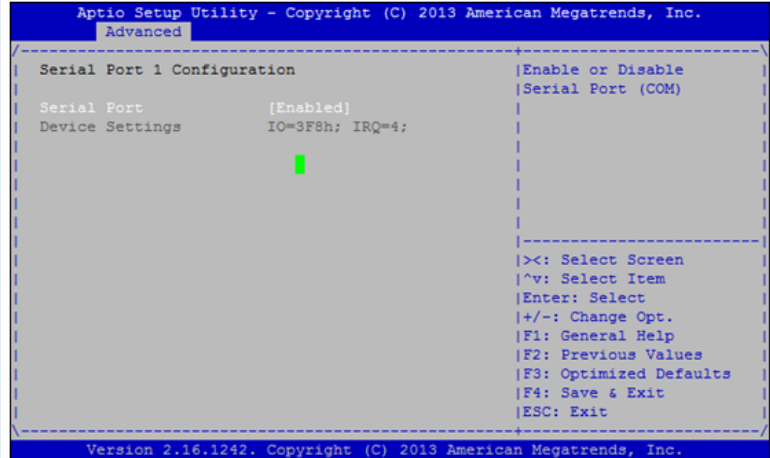 Aptio Setup Utility - Copyright (C) 2013 American Megatrends, Inc.
Advanced
Serial Port 1 Configuration
Serial Port [Enabled]
Device Settings IO=3F8h; IRQ=4;
Enable or Disable
Serial Port (COM)
><: Select Screen
^v: Select Item
Enter: Select
+/-: Change Opt.
F1: General Help
F2: Previous Values
F3: Optimized Defaults
F4: Save & Exit
ESC: Exit
Version 2.16.1242. Copyright (C) 2013 American Megatrends, Inc.